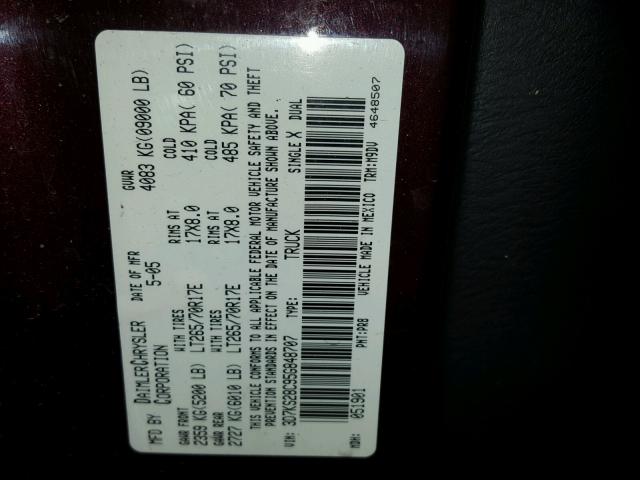 MFD BY DAIMLERCHRYSLER CORPORATION DATE OF MFR 5-05 GVWR 4083 KG(09000 LB)
GAWR FRONT 2359 KG(5200 LB) WITH TIRES LT265/70R17E RIMS AT 17X8.0 COLD 410 KPA( 60 PSI)
GAWR REAR 2727 KG(6010 LB) WITH TIRES LT265/70R17E RIMS AT 17X8.0 COLD 485 KPA( 70 PSI)
THIS VEHICLE CONFORMS TO ALL APPLICABLE FEDERAL MOTOR VEHICLE SAFETY AND THEFT
PREVENTION STANDARDS IN EFFECT ON THE DATE OF MANUFACTURE SHOWN ABOVE.
VIN: 3D7KS28C95G848707 TRUCK SINGLE X DUAL
MDH: 051901 PNT: PR8 VEHICLE MADE IN MEXICO TRM: M9DV 4648507